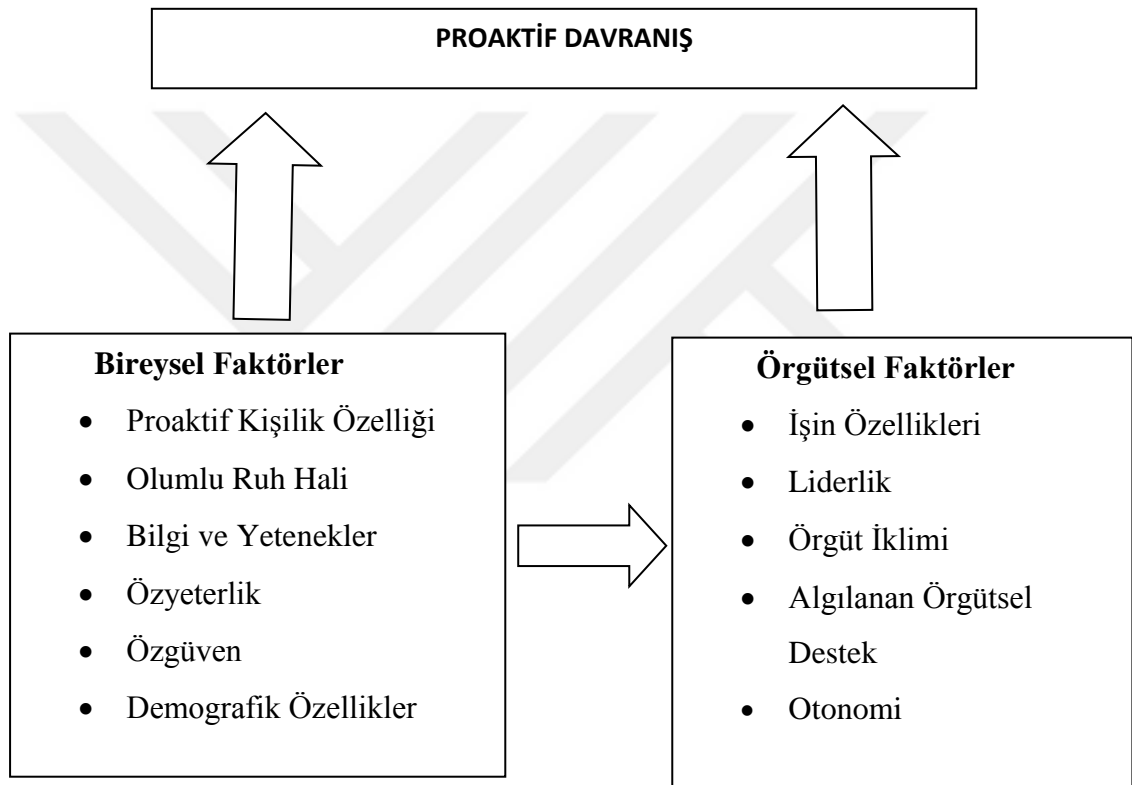 PROAKTİF DAVRANIŞ
Bireysel Faktörler
• Proaktif Kişilik Özelliği
• Olumlu Ruh Hali
• Bilgi ve Yetenekler
• Özyeterlik
• Özgüven
• Demografik Özellikler
Örgütsel Faktörler
• İşin Özellikleri
• Liderlik
• Örgüt İklimi
• Algılanan Örgütsel
Destek
• Otonomi